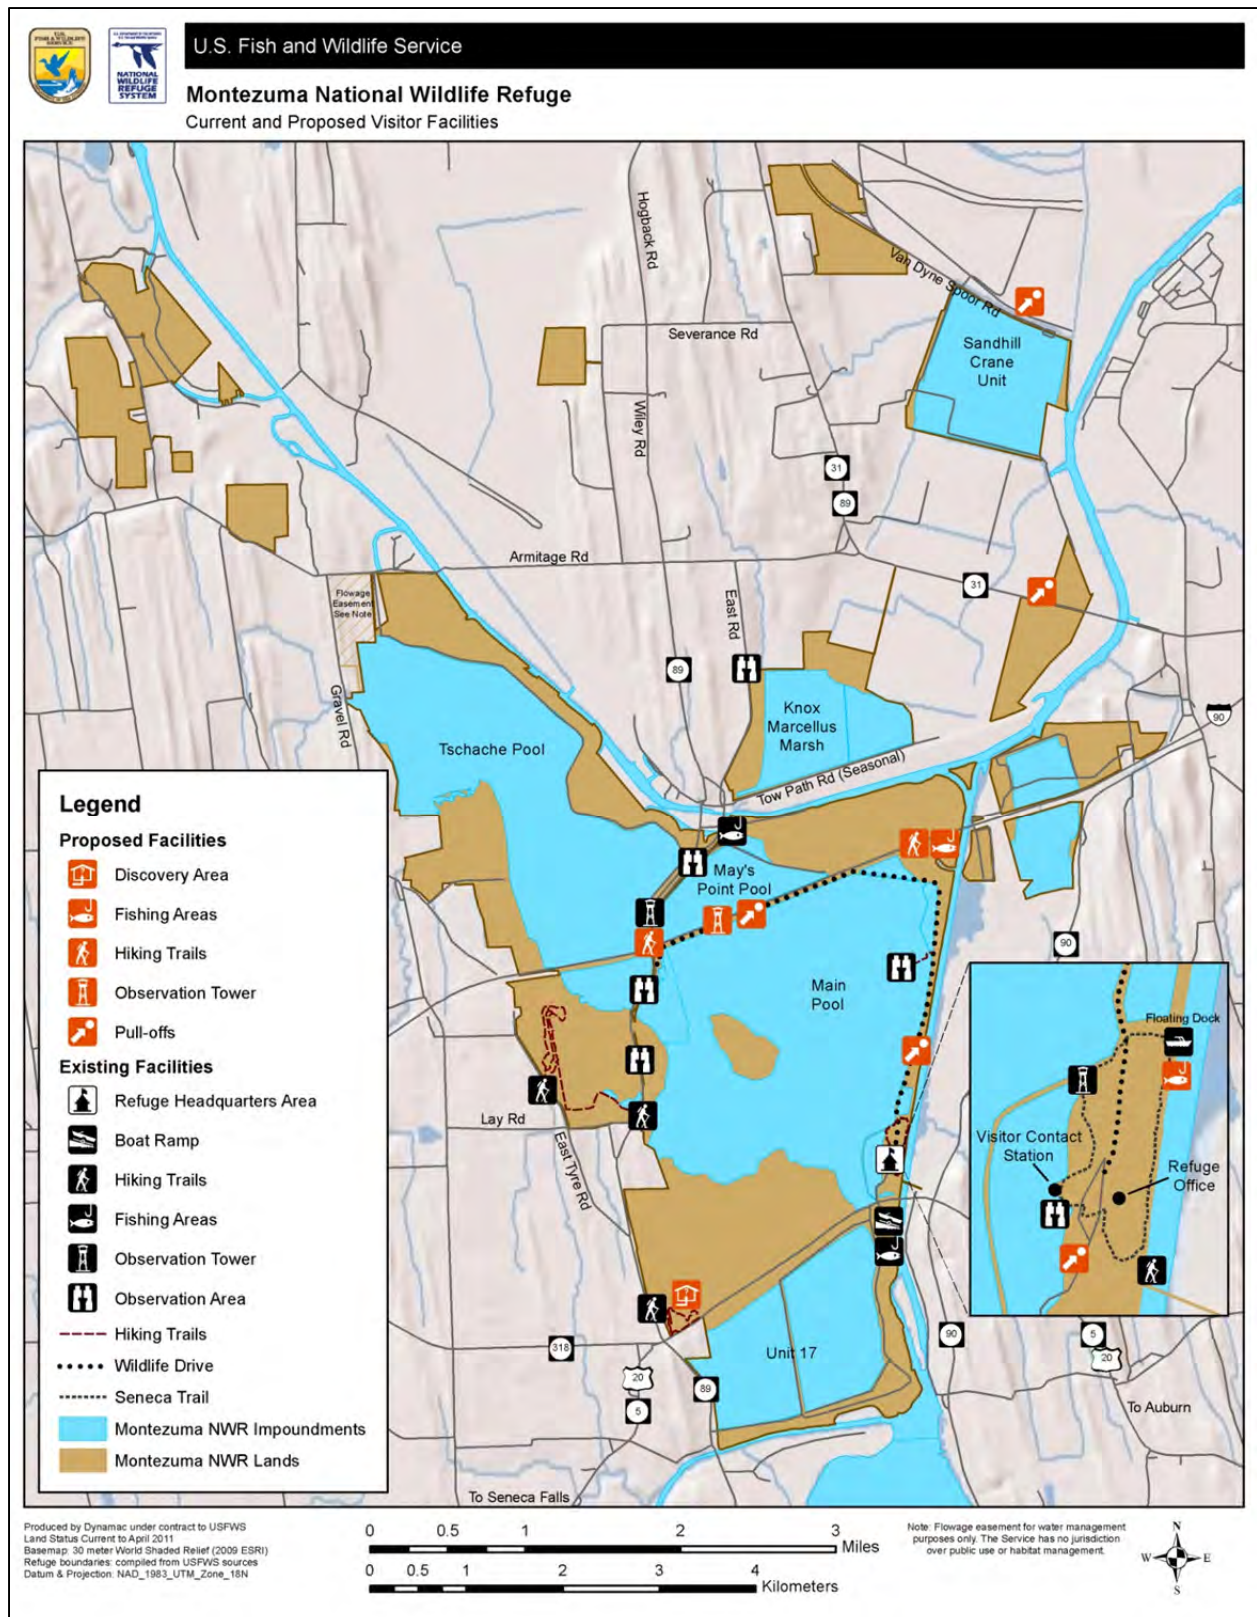 U.S. FISH & WILDLIFE SERVICE
NATIONAL
WILDLIFE
REFUGE
SYSTEM
U.S. Fish and Wildlife Service
Montezuma National Wildlife Refuge
Current and Proposed Visitor Facilities
Hogback Rd
Van Dyne Spoor Rd
Severance Rd
Sandhill
Crane
Unit
Wiley Rd
31
89
Armitage Rd
31
Flowage
Easement
See Note
East Rd
89
Gravel Rd
Knox
Marcellus
Marsh
90
Tschache Pool
Tow Path Rd (Seasonal)
May's
Point Pool
90
Main
Pool
Lay Rd
East Tyre Rd
Floating Dock
Visitor Contact
Station
Refuge
Office
318
Unit 17
90
5
20
20
89
5
To Auburn
To Seneca Falls
Legend
Proposed Facilities
Discovery Area
Fishing Areas
Hiking Trails
Observation Tower
Pull-offs
Existing Facilities
Refuge Headquarters Area
Boat Ramp
Hiking Trails
Fishing Areas
Observation Tower
Observation Area
Hiking Trails
Wildlife Drive
Seneca Trail
Montezuma NWR Impoundments
Montezuma NWR Lands
Produced by Dynamac under contract to USFWS
Land Status Current to April 2011
Basemap: 30 meter World Shaded Relief (2009 ESRI)
Refuge boundaries: compiled from USFWS sources
Datum & Projection: NAD_1983_UTM_Zone_18N
0 0.5 1 2 3
Miles
0 0.5 1 2 3 4
Kilometers
Note: Flowage easement for water management
purposes only. The Service has no jurisdiction
over public use or habitat management.
N
W E
S